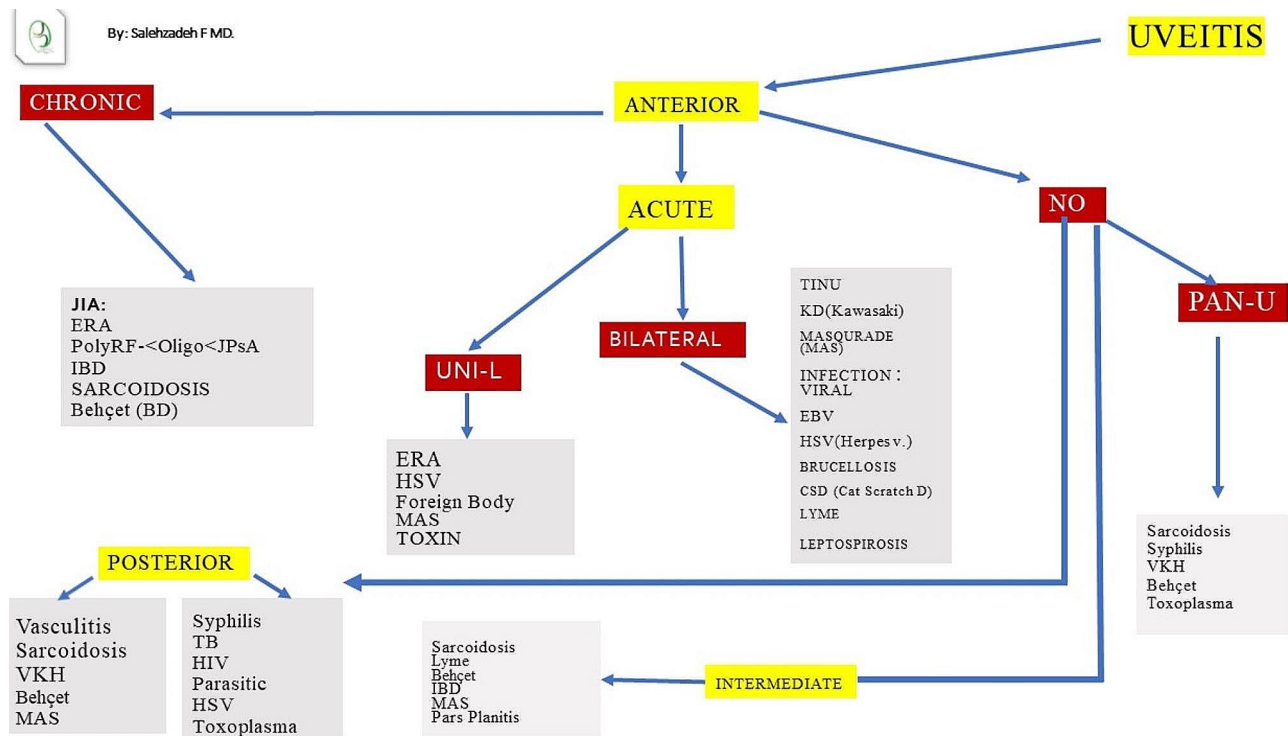 By: Salehzadeh F MD.
UVEITIS
CHRONIC
ANTERIOR
ACUTE
NO
JIA:
ERA
PolyRF-<Oligo<JPsA
IBD
SARCOIDOSIS
Behçet (BD)
UNI-L
BILATERAL
PAN-U
ERA
HSV
Foreign Body
MAS
TOXIN
TINU
KD(Kawasaki)
MASQURADE
(MAS)
INFECTION :
VIRAL
EBV
HSV(Herpes v.)
BRUCELLOSIS
CSD (Cat Scratch D)
LYME
LEPTOSPIROSIS
Sarcoidosis
Syphilis
VKH
Behçet
Toxoplasma
POSTERIOR
Vasculitis
Sarcoidosis
VKH
Behçet
MAS
Syphilis
TB
HIV
Parasitic
HSV
Toxoplasma
Sarcoidosis
Lyme
Behçet
IBD
MAS
Pars Planitis
INTERMEDIATE